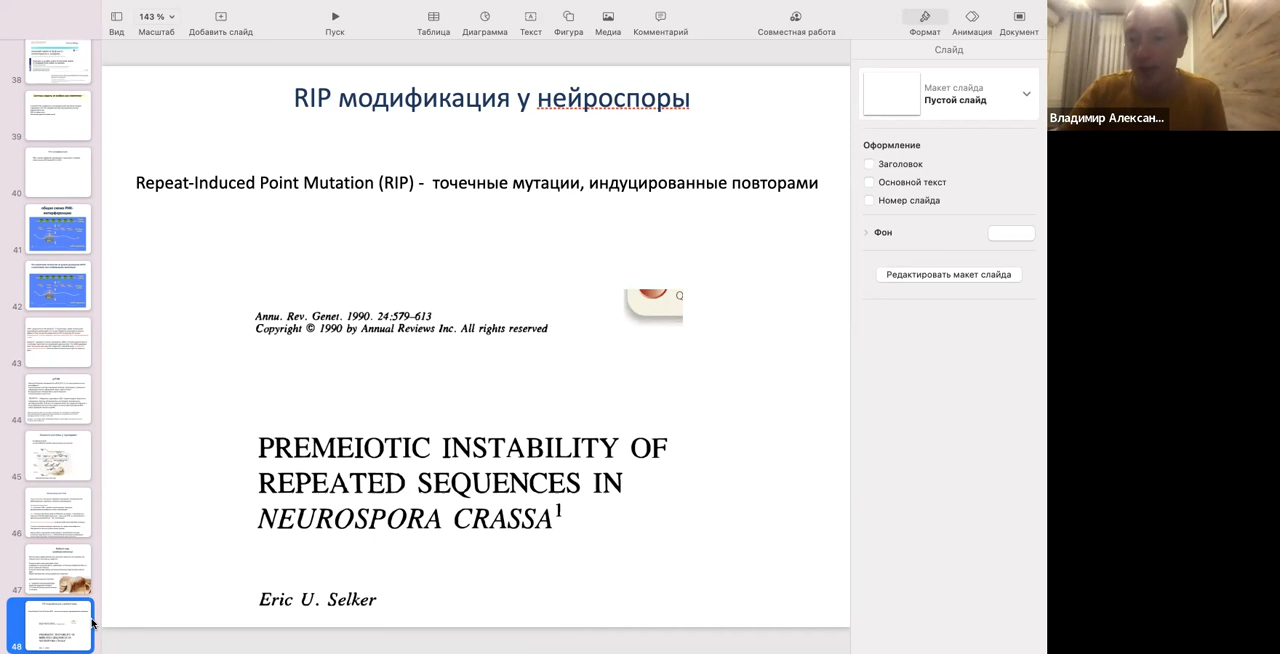 143 %
Вид
Масштаб
Добавить слайд
Пуск
Таблица
Диаграмма
Текст
Фигура
Медиа
Комментарий
Совместная работа
Формат
Анимация
Документ
38
39
40
41
42
43
44
45
46
47
48
RIP модификация у нейроспоры
Repeat-Induced Point Mutation (RIP) - точечные мутации, индуцированные повторами
Annu. Rev. Genet. 1990. 24:579–613
Copyright © 1990 by Annual Reviews Inc. All rights reserved
PREMEIOTIC INSTABILITY OF
REPEATED SEQUENCES IN
NEUROSPORA CRASSA¹
Eric U. Selker
Слайд
Макет слайда
Пустой слайд
Оформление
Заголовок
Основной текст
Номер слайда
Фон
Редактировать макет слайда
Владимир Алексан...